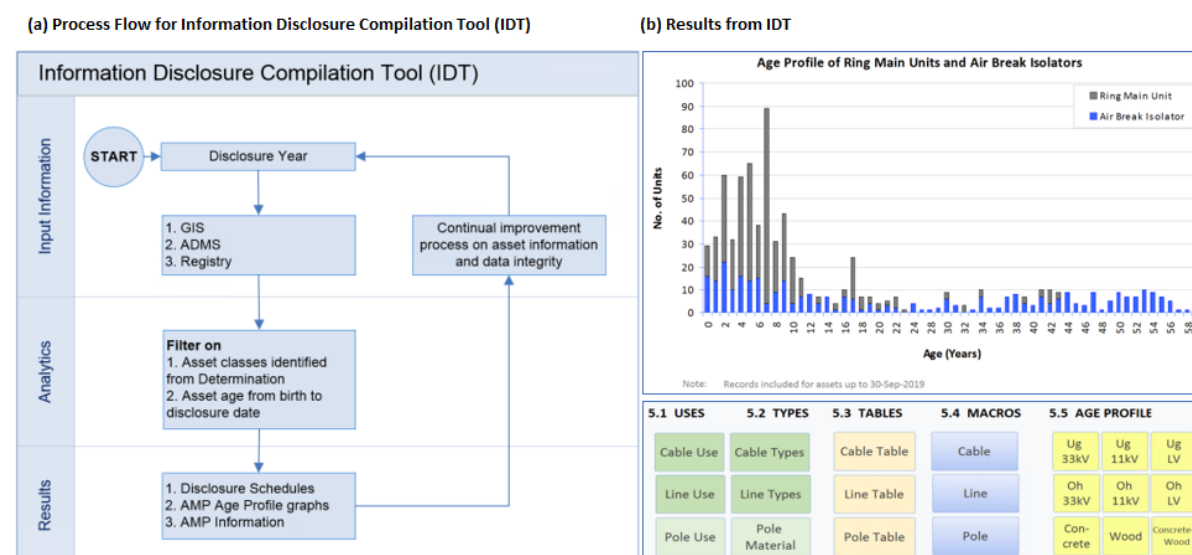 (a) Process Flow for Information Disclosure Compilation Tool (IDT)
Information Disclosure Compilation Tool (IDT)
Input Information
START
Disclosure Year
1. GIS
2. ADMS
3. Registry
Continual improvement
process on asset information
and data integrity
Analytics
Filter on
1. Asset classes identified
from Determination
2. Asset age from birth to
disclosure date
Results
1. Disclosure Schedules
2. AMP Age Profile graphs
3. AMP Information
(b) Results from IDT
Age Profile of Ring Main Units and Air Break Isolators
Ring Main Unit
Air Break Isolator
No. of Units
100
90
80
70
60
50
40
30
20
10
0
0 2 4 6 8 10 12 14 16 18 20 22 24 26 28 30 32 34 36 38 40 42 44 46 48 50 52 54 56 58
Age (Years)
Note: Records included for assets up to 30-Sep-2019
5.1 USES 5.2 TYPES 5.3 TABLES 5.4 MACROS 5.5 AGE PROFILE
Cable Use
Cable Types
Cable Table
Cable
Ug
33kV
Ug
11kV
Ug
LV
Line Use
Line Types
Line Table
Line
Oh
33kV
Oh
11kV
Oh
LV
Pole Use
Pole
Material
Pole Table
Pole
Con-
crete
Wood
Concrete
Wood